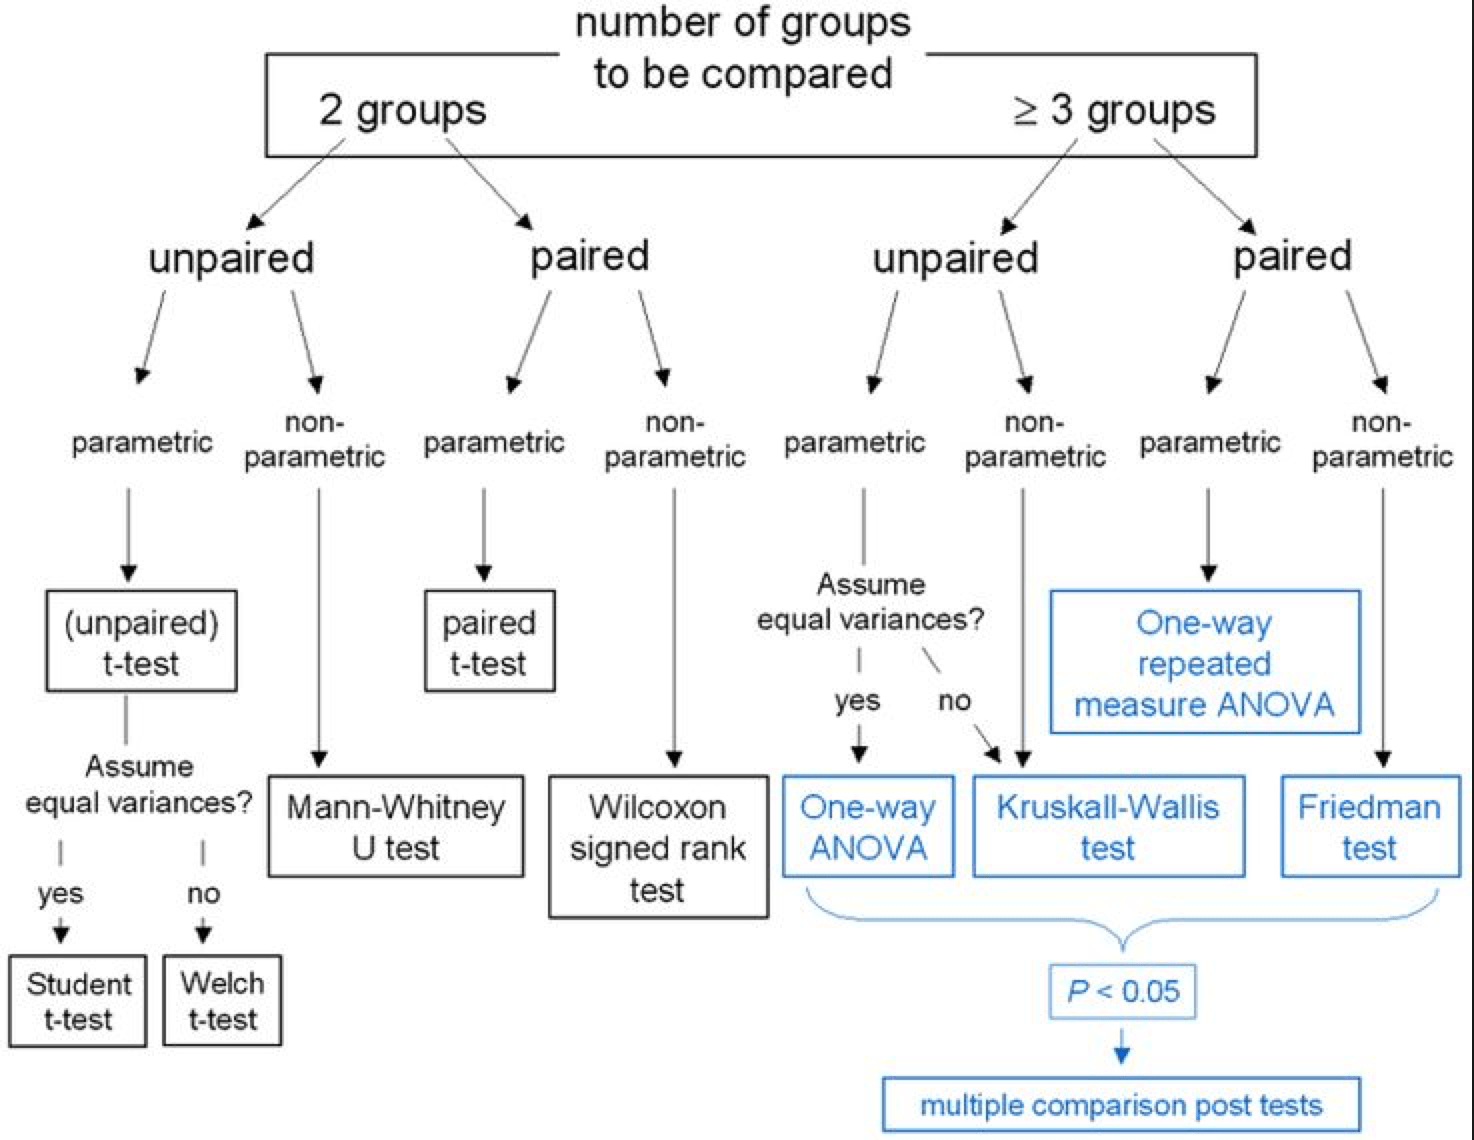 number of groups
to be compared
2 groups
≥ 3 groups
unpaired
paired
unpaired
paired
parametric
non-
parametric
parametric
non-
parametric
parametric
non-
parametric
parametric
non-
parametric
(unpaired)
t-test
Assume
equal variances?
yes
no
Student
t-test
Welch
t-test
Mann-Whitney
U test
paired
t-test
Wilcoxon
signed rank
test
Assume
equal variances?
yes
no
One-way
ANOVA
Kruskall-Wallis
test
One-way
repeated
measure ANOVA
Friedman
test
P < 0.05
multiple comparison post tests